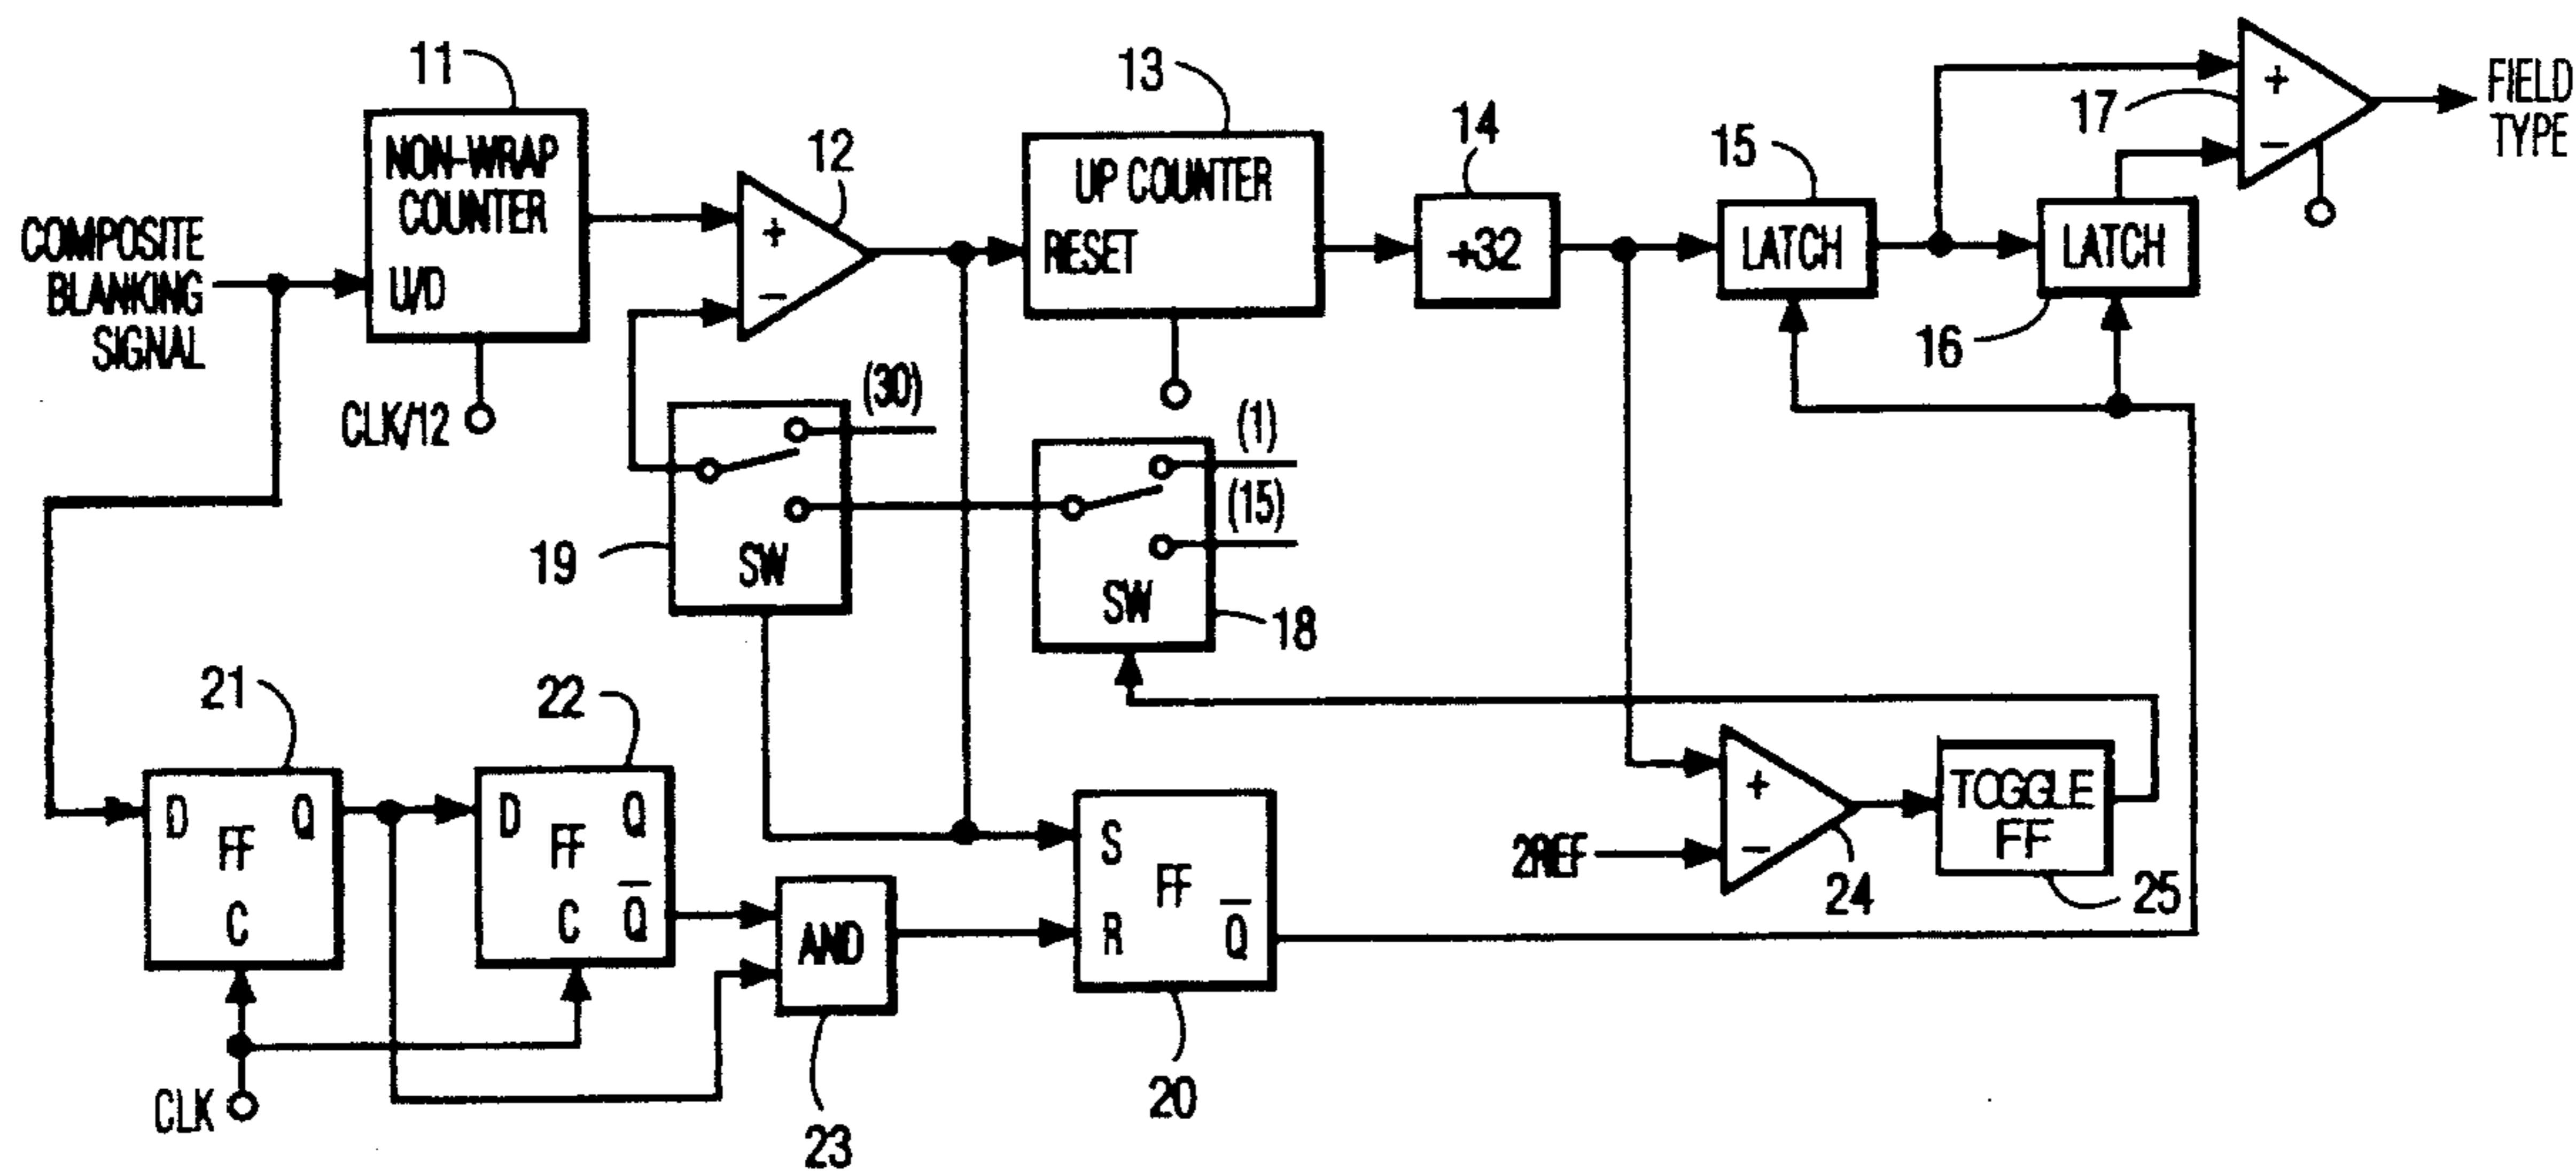 11
NON-WRAP
COUNTER
U/D
COMPOSITE
BLANKING
SIGNAL
CLK/12
12
+
−
13
UP COUNTER
RESET
14
+32
15
LATCH
16
LATCH
17
+
−
FIELD
TYPE
(30)
19
SW
(1)
(15)
SW
18
21
D Q
FF
C
22
D Q
FF
C Q̅
CLK
AND
23
S
FF
R Q̅
20
2REF
+
−
24
TOGGLE
FF
25